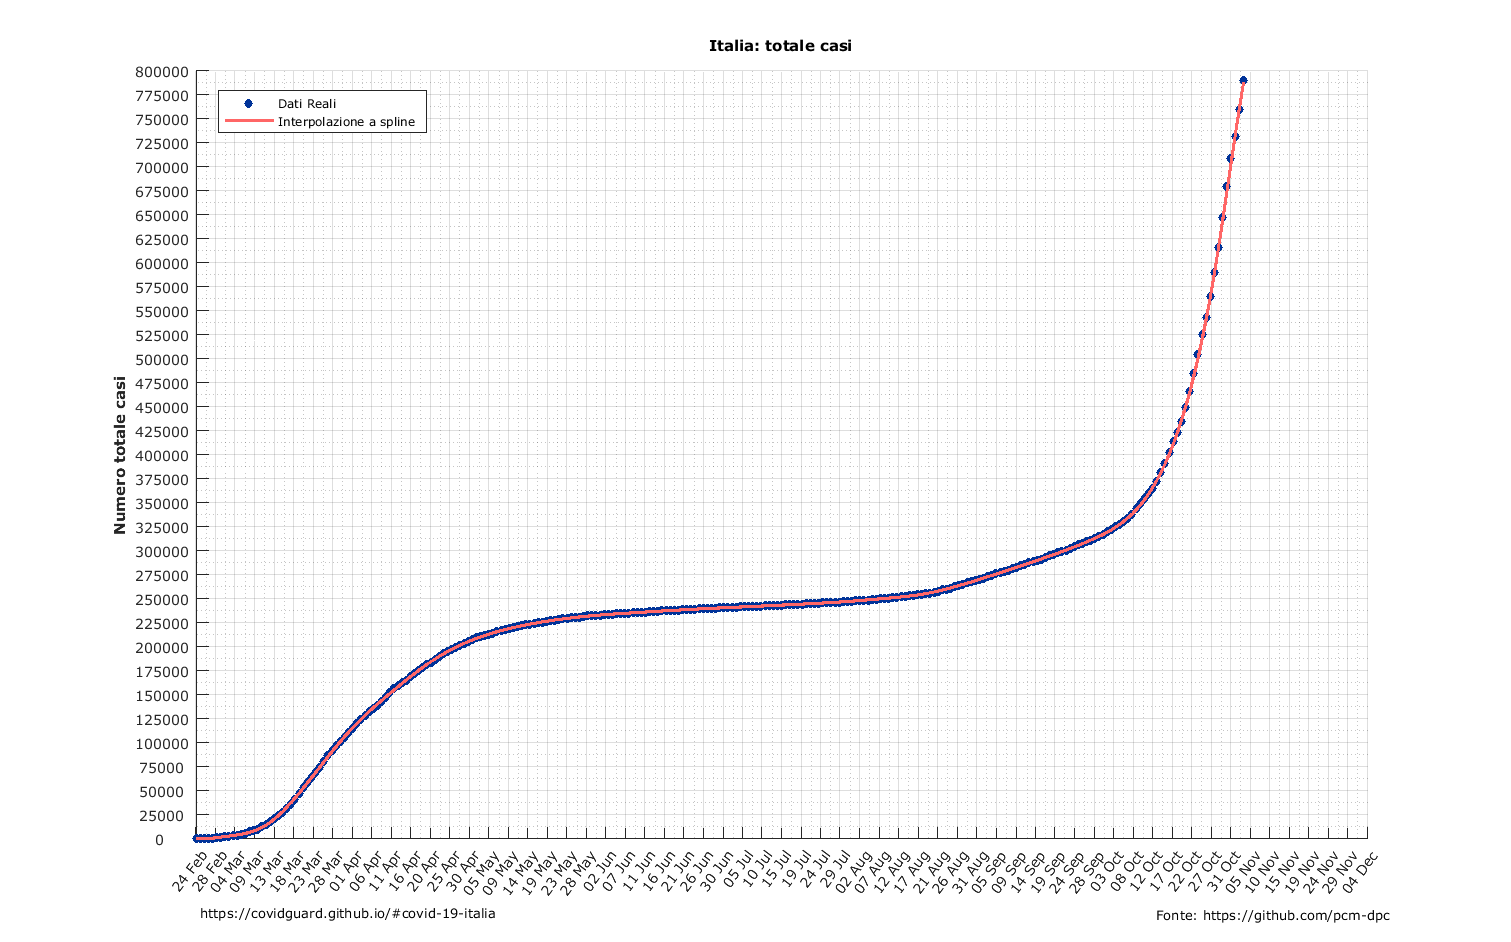 Italia: totale casi
Dati Reali
Interpolazione a spline
Numero totale casi
800000
775000
750000
725000
700000
675000
650000
625000
600000
575000
550000
525000
500000
475000
450000
425000
400000
375000
350000
325000
300000
275000
250000
225000
200000
175000
150000
125000
100000
75000
50000
25000
0
24 Feb
28 Feb
04 Mar
09 Mar
13 Mar
18 Mar
23 Mar
28 Mar
01 Apr
06 Apr
11 Apr
16 Apr
20 Apr
25 Apr
30 Apr
05 May
09 May
14 May
19 May
23 May
28 May
02 Jun
07 Jun
11 Jun
16 Jun
21 Jun
26 Jun
30 Jun
05 Jul
10 Jul
15 Jul
19 Jul
24 Jul
29 Jul
02 Aug
07 Aug
12 Aug
17 Aug
21 Aug
26 Aug
31 Aug
05 Sep
09 Sep
14 Sep
19 Sep
24 Sep
28 Sep
03 Oct
08 Oct
12 Oct
17 Oct
22 Oct
27 Oct
31 Oct
05 Nov
10 Nov
15 Nov
19 Nov
24 Nov
29 Nov
04 Dec
https://covidguard.github.io/#covid-19-italia
Fonte: https://github.com/pcm-dpc